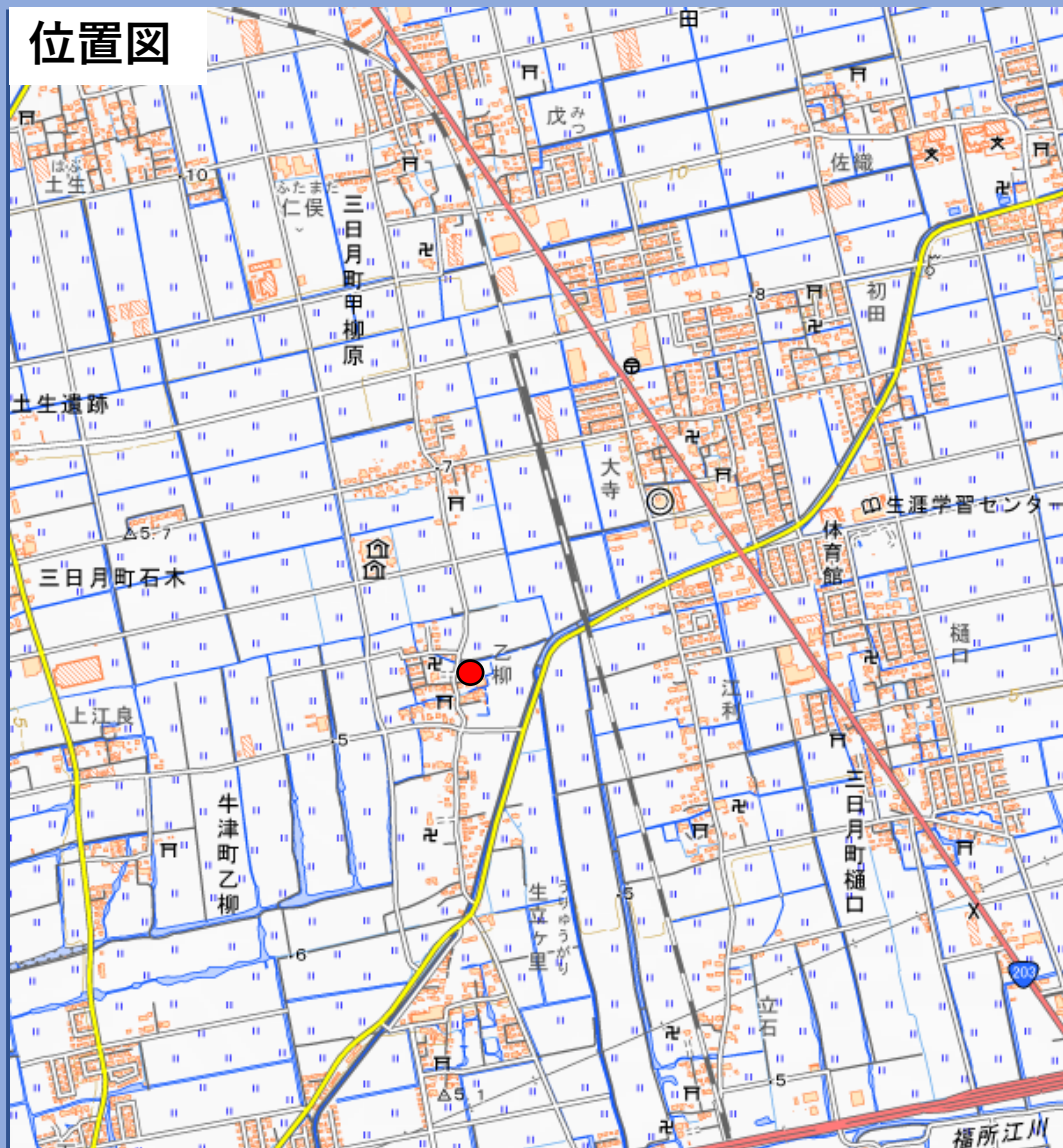 位置図
田
戊
みつ
はぶ
土生
10
ふたまた
仁俣
佐織
10
三日月町甲柳原
8
初田
土生遺跡
7
大寺
生涯学習センター
体育館
5.7
三日月町石木
乙柳
樋口
江利
5
5
上江良
5
牛津町乙柳
三日月町樋口
生立ヶ里
うりゅうがり
5
6
203
立石
5
5.1
福所江川